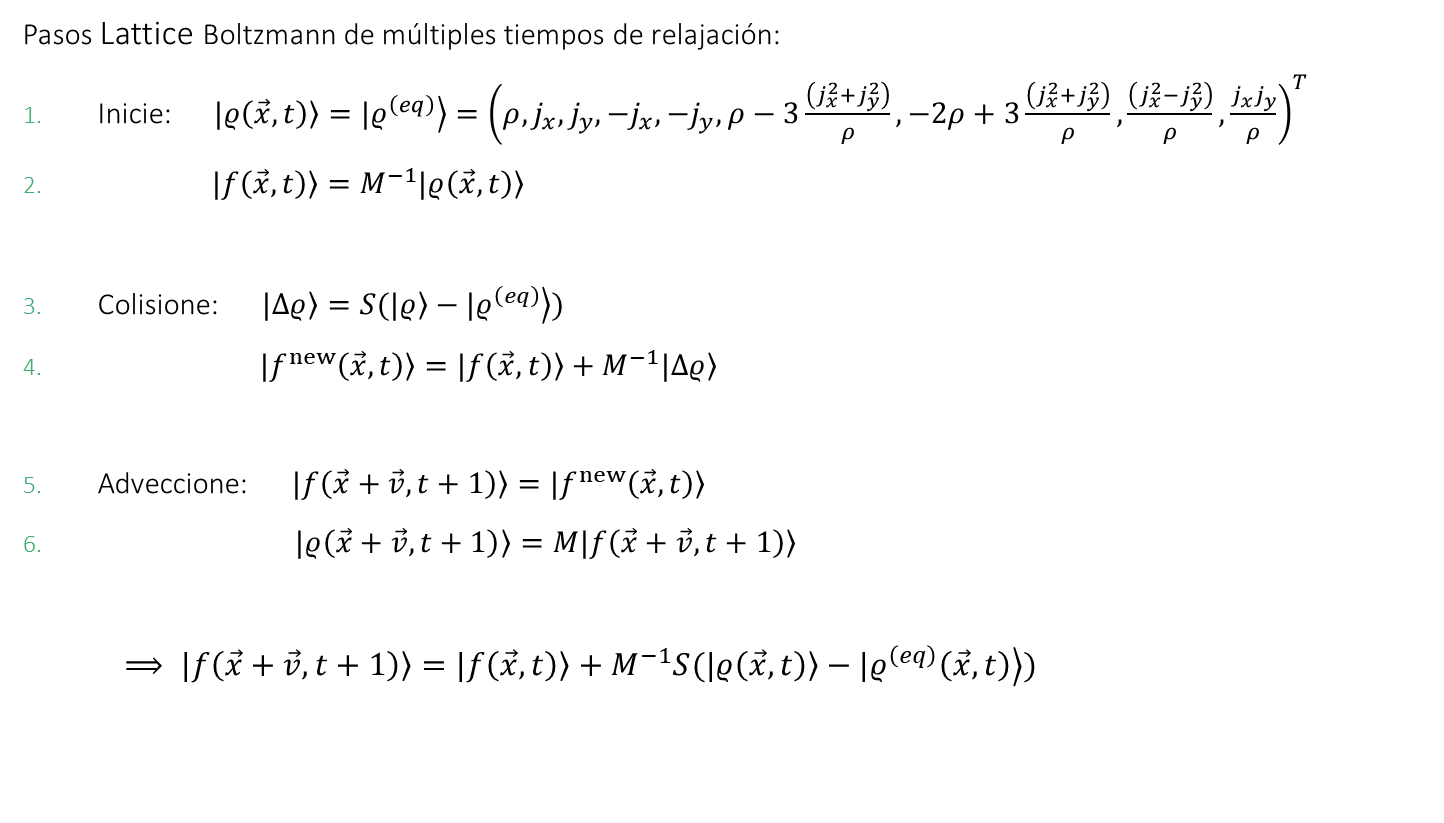 Pasos Lattice Boltzmann de múltiples tiempos de relajación:
1. Inicie: |ϱ(x⃗, t)⟩ = |ϱ^(eq)⟩ = (ρ, j_x, j_y, −j_x, −j_y, ρ − 3 (j_x^2+j_y^2)/ρ, −2ρ + 3 (j_x^2+j_y^2)/ρ, (j_x^2−j_y^2)/ρ, j_x j_y/ρ)^T
2. |f(x⃗, t)⟩ = M^−1|ϱ(x⃗, t)⟩
3. Colisione: |Δϱ⟩ = S(|ϱ⟩ − |ϱ^(eq)⟩)
4. |f^new(x⃗, t)⟩ = |f(x⃗, t)⟩ + M^−1|Δϱ⟩
5. Adveccione: |f(x⃗ + v⃗, t + 1)⟩ = |f^new(x⃗, t)⟩
6. |ϱ(x⃗ + v⃗, t + 1)⟩ = M|f(x⃗ + v⃗, t + 1)⟩
⟹ |f(x⃗ + v⃗, t + 1)⟩ = |f(x⃗, t)⟩ + M^−1S(|ϱ(x⃗, t)⟩ − |ϱ^(eq)(x⃗, t)⟩)